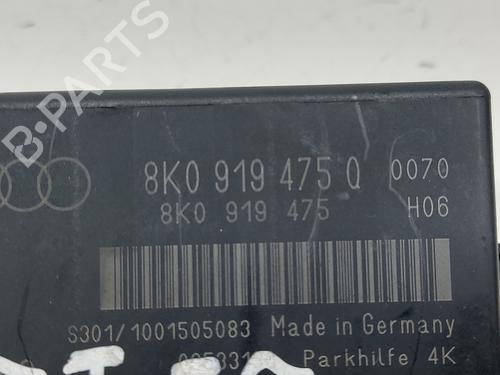 B-PARTS
8K0 919 475 Q 0070
8K0 919 475 H06
S301/1001505083 Made in Germany
Parkhilfe 4K